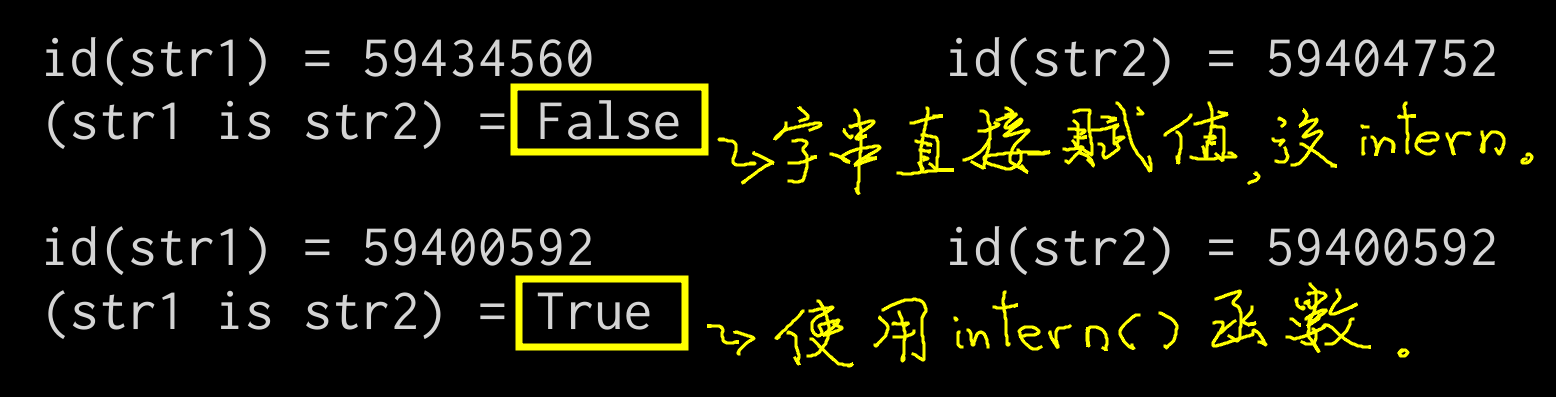 id(str1) = 59434560 id(str2) = 59404752
(str1 is str2) = False 字串直接賦值,沒intern。
id(str1) = 59400592 id(str2) = 59400592
(str1 is str2) = True 使用intern()函數。